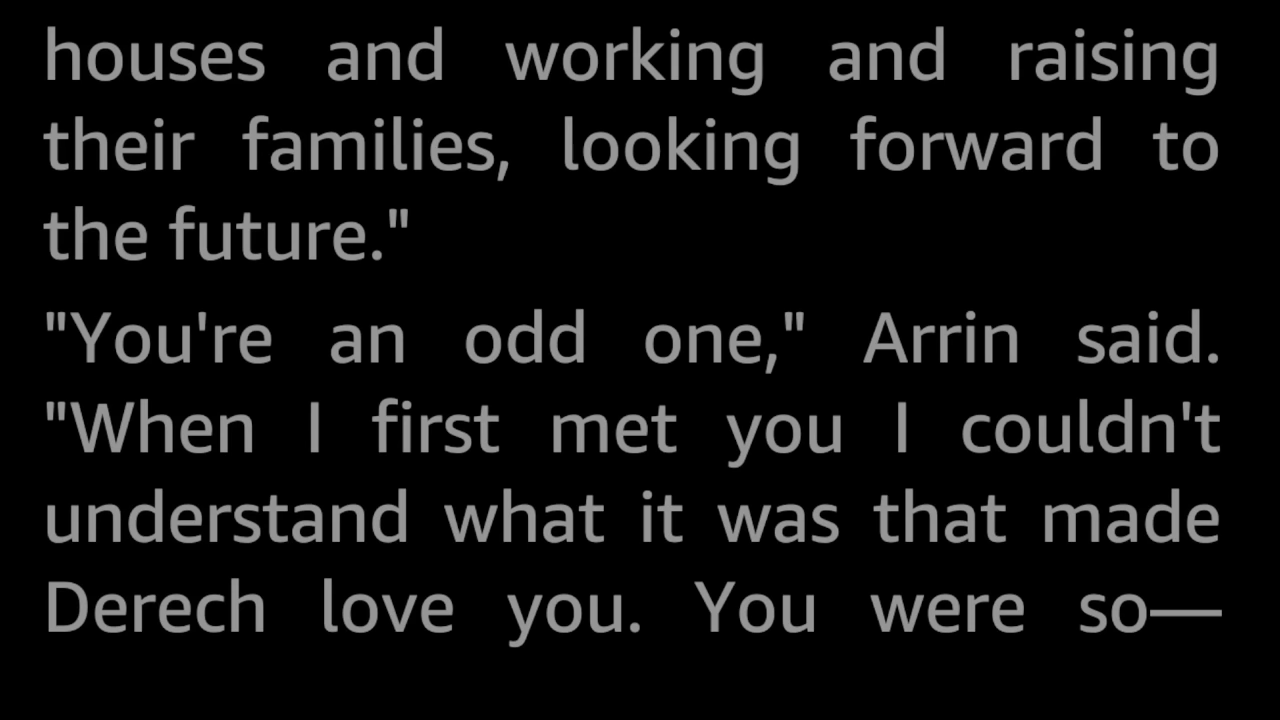 houses and working and raising
their families, looking forward to
the future."
"You're an odd one," Arrin said.
"When I first met you I couldn't
understand what it was that made
Derech love you. You were so—